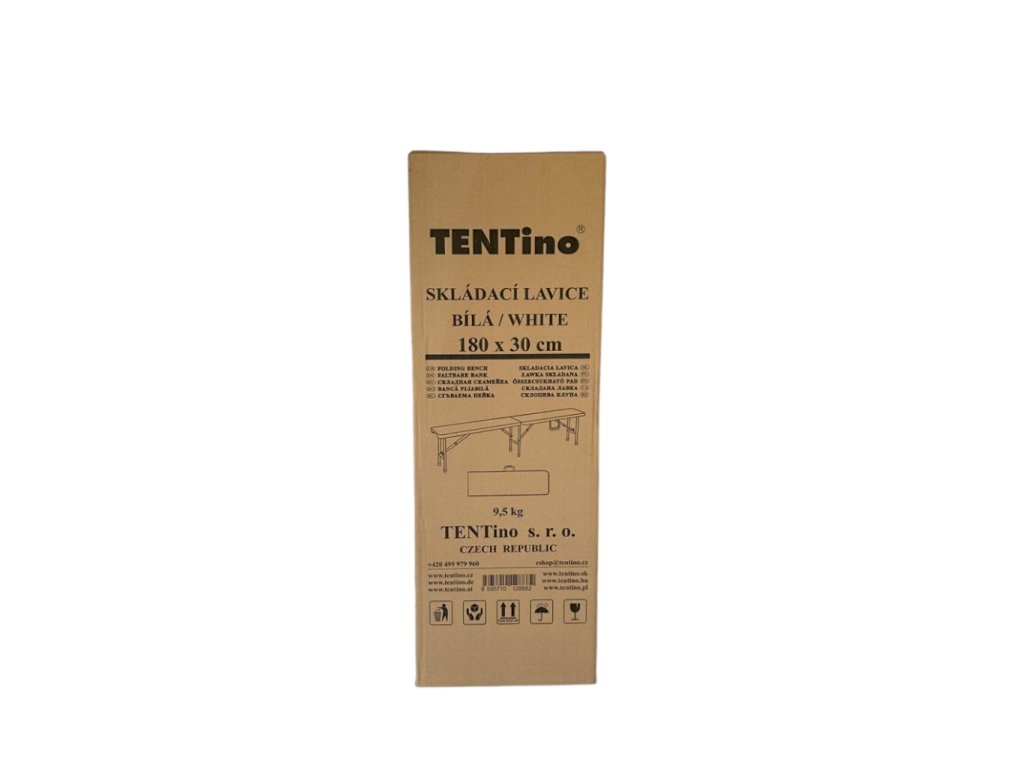 TENTino®
SKLÁDACÍ LAVICE
BÍLÁ / WHITE
180 x 30 cm
FOLDING BENCH
FALTBARE BANK
СКЛАДНАЯ СКАМЕЙКА
BANCĂ PLIABILĂ
СГЪВАЕМА ПЕЙКА
SKLADACIA LAVICA
ŁAWKA SKŁADANA
ÖSSZECSUKHATÓ PAD
СКЛАДАНА ЛАВКА
СКЛОПИВА КЛУПА
9,5 kg
TENTino s. r. o.
CZECH REPUBLIC
+420 499 979 960
eshop@tentino.cz
www.tentino.cz
www.tentino.de
www.tentino.at
www.tentino.sk
www.tentino.hu
www.tentino.pl